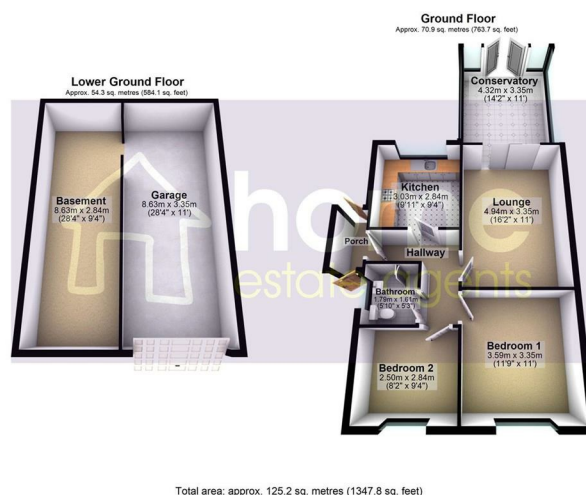 Ground Floor
Approx. 70.9 sq. metres (763.7 sq. feet)
Lower Ground Floor
Approx. 54.3 sq. metres (584.1 sq. feet)
Conservatory
4.32m x 3.35m
(14'2" x 11')
Basement
8.63m x 2.84m
(28'4" x 9'4")
Garage
8.63m x 3.35m
(28'4" x 11')
Kitchen
3.03m x 2.84m
(9'11" x 9'4")
Lounge
4.94m x 3.35m
(16'2" x 11')
Porch
Hallway
Bathroom
1.79m x 1.61m
(5'10" x 5'3")
Bedroom 1
3.59m x 3.35m
(11'9" x 11')
Bedroom 2
2.50m x 2.84m
(8'2" x 9'4")
home
estate agents
Total area: approx. 125.2 sq. metres (1347.8 sq. feet)